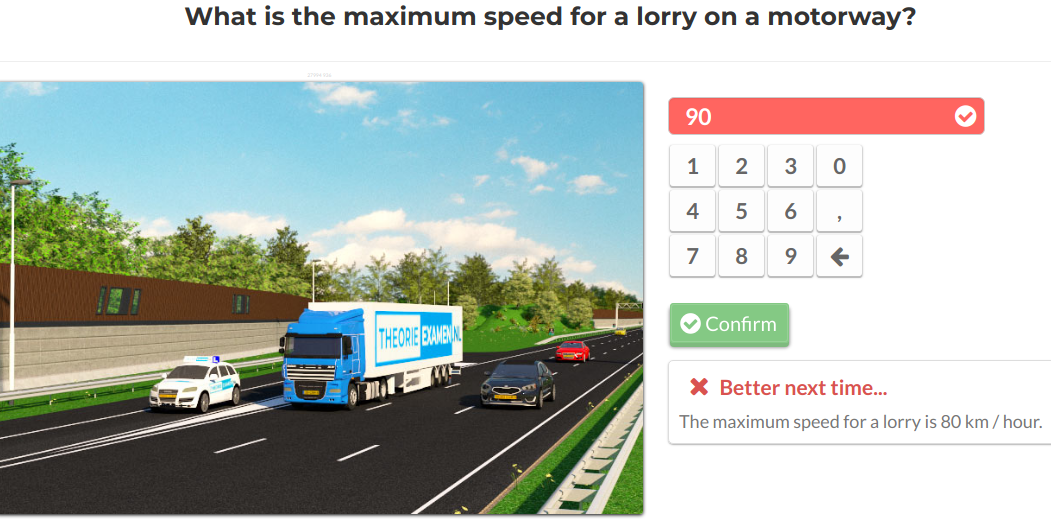 What is the maximum speed for a lorry on a motorway?
90
1 2 3 0
4 5 6 ,
7 8 9
THEORIE EXAMEN.NL
L
Confirm
Better next time...
The maximum speed for a lorry is 80 km / hour.